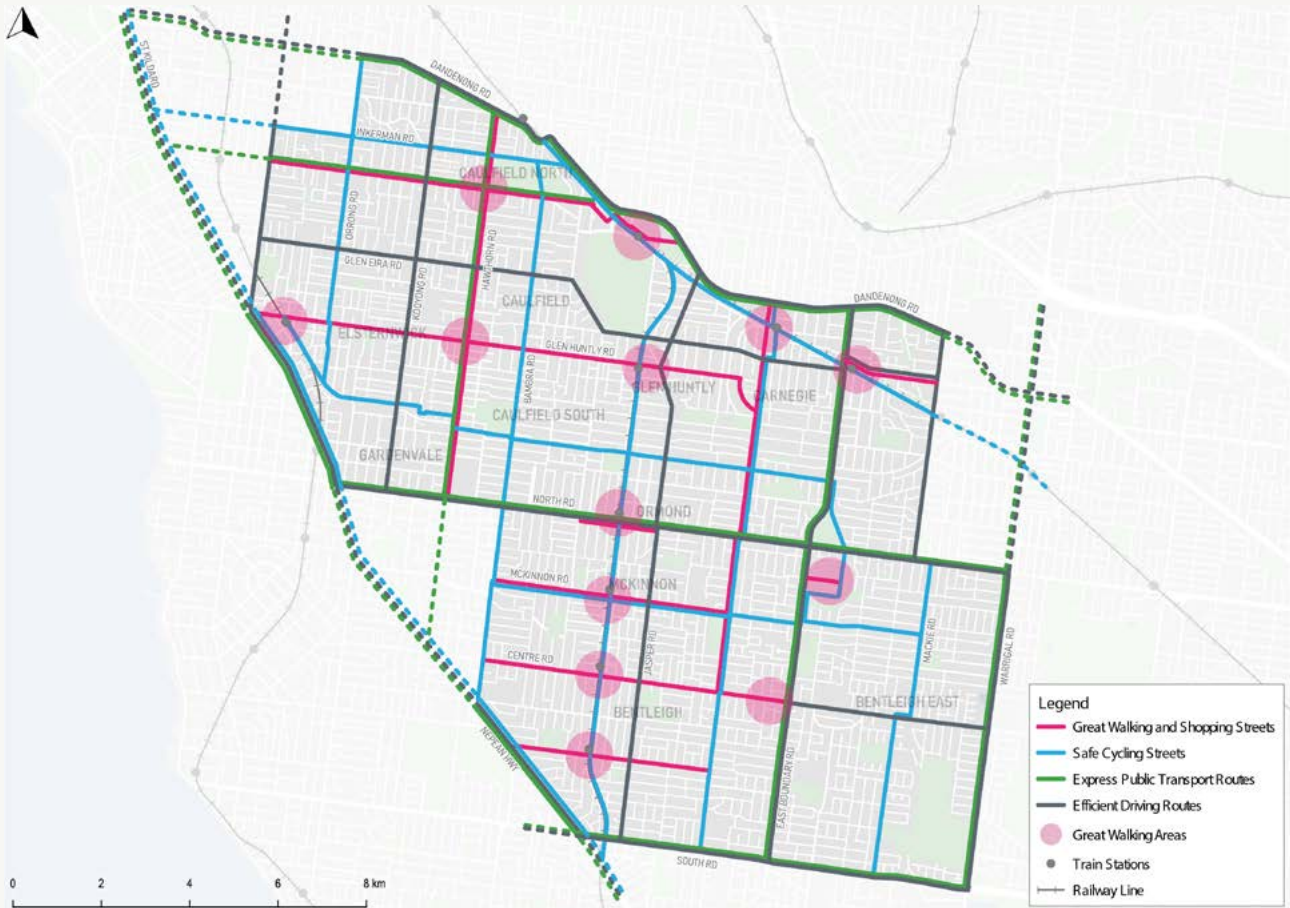 ST KILDA RD
DANDENONG RD
INKERMAN RD
CAULFIELD NORTH
ORRONG RD
HAWTHORN RD
GLEN EIRA RD
KOOYONG RD
CAULFIELD
DANDENONG RD
ELSTERNWICK
GLEN HUNTLY RD
BAMBRA RD
GLEN HUNTLY
CARNEGIE
CAULFIELD SOUTH
GARDENVALE
NORTH RD
ORMOND
MCKINNON RD
MCKINNON
MACKIE RD
JASPER RD
WARRIGAL RD
CENTRE RD
BENTLEIGH
BENTLEIGH EAST
NEPEAN HWY
EAST BOUNDARY RD
SOUTH RD
Legend
Great Walking and Shopping Streets
Safe Cycling Streets
Express Public Transport Routes
Efficient Driving Routes
Great Walking Areas
Train Stations
Railway Line
0 2 4 6 8 km